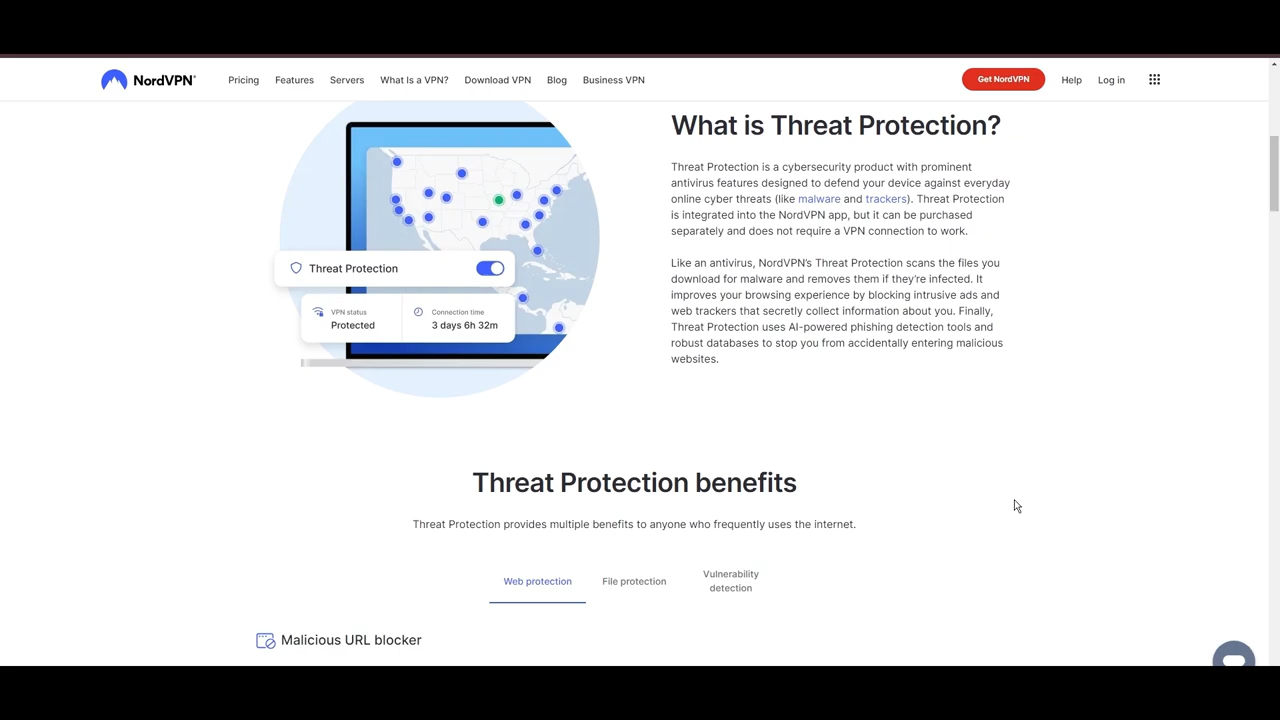 NordVPN®
Pricing
Features
Servers
What Is a VPN?
Download VPN
Blog
Business VPN
Get NordVPN
Help
Log in
Threat Protection
VPN status
Protected
Connection time
3 days 6h 32m
What is Threat Protection?
Threat Protection is a cybersecurity product with prominent
antivirus features designed to defend your device against everyday
online cyber threats (like malware and trackers). Threat Protection
is integrated into the NordVPN app, but it can be purchased
separately and does not require a VPN connection to work.
Like an antivirus, NordVPN’s Threat Protection scans the files you
download for malware and removes them if they’re infected. It
improves your browsing experience by blocking intrusive ads and
web trackers that secretly collect information about you. Finally,
Threat Protection uses AI-powered phishing detection tools and
robust databases to stop you from accidentally entering malicious
websites.
Threat Protection benefits
Threat Protection provides multiple benefits to anyone who frequently uses the internet.
Web protection
File protection
Vulnerability
detection
Malicious URL blocker